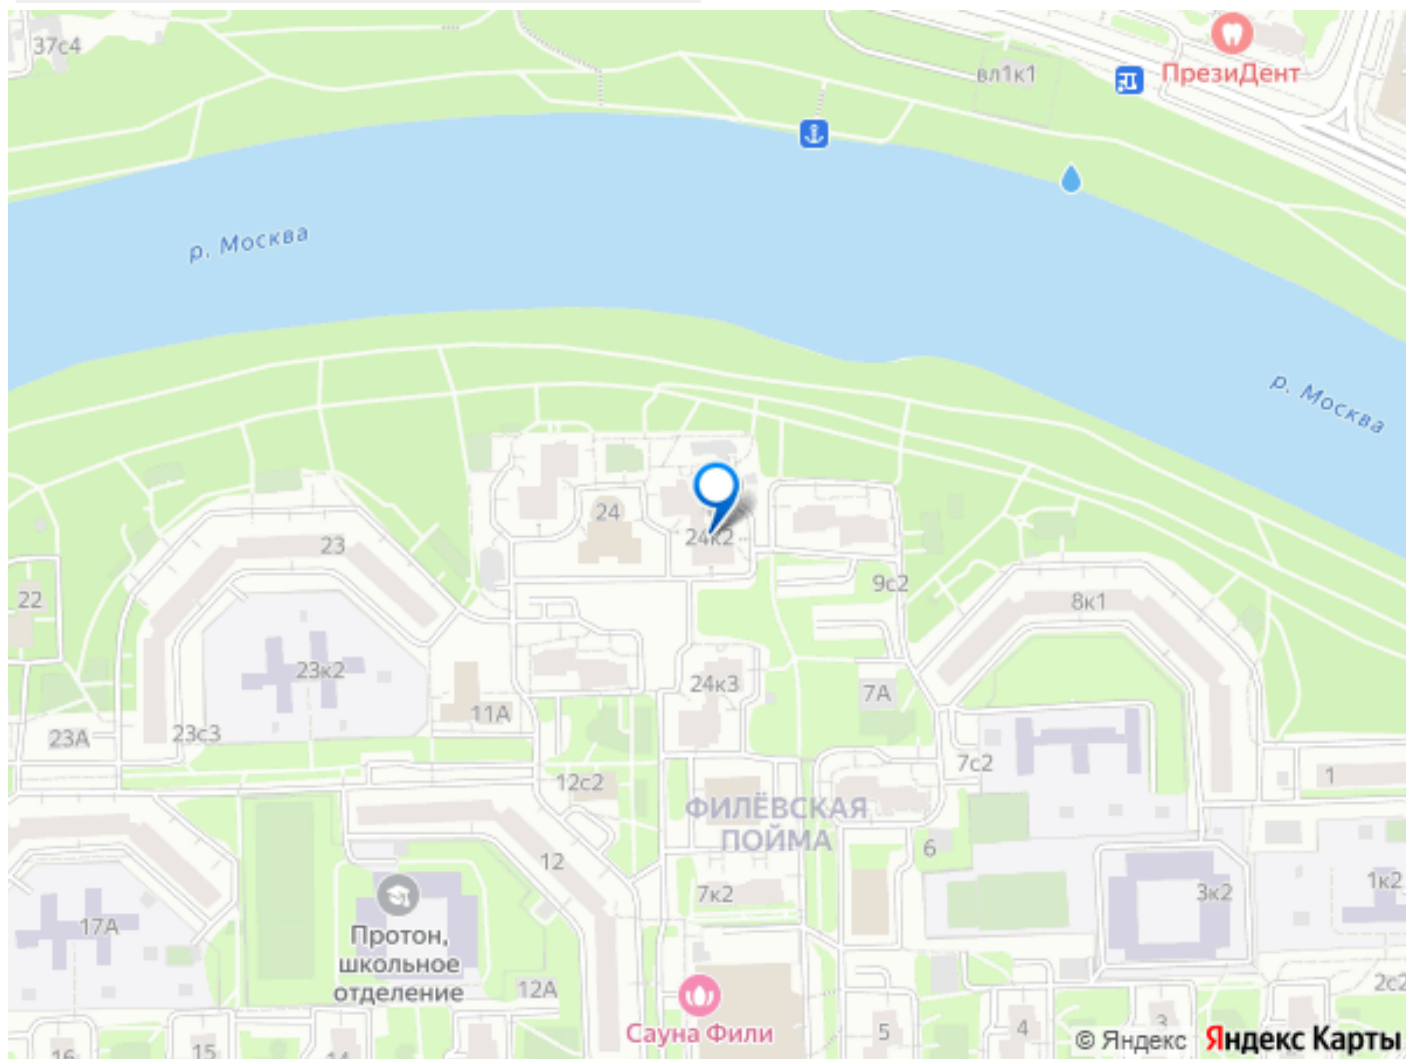 37с4
вл1к1
ПрезиДент
р. Москва
р. Москва
24
24к2
23
9с2
22
8к1
23к2
24к3
7А
11А
23с3
23А
7с2
1
12с2
ФИЛЁВСКАЯ
ПОЙМА
12
6
7к2
1к2
3к2
17А
Протон,
школьное
отделение
12А
2с2
Сауна Фили
5
4
3
16
15
14
© Яндекс Яндекс Карты